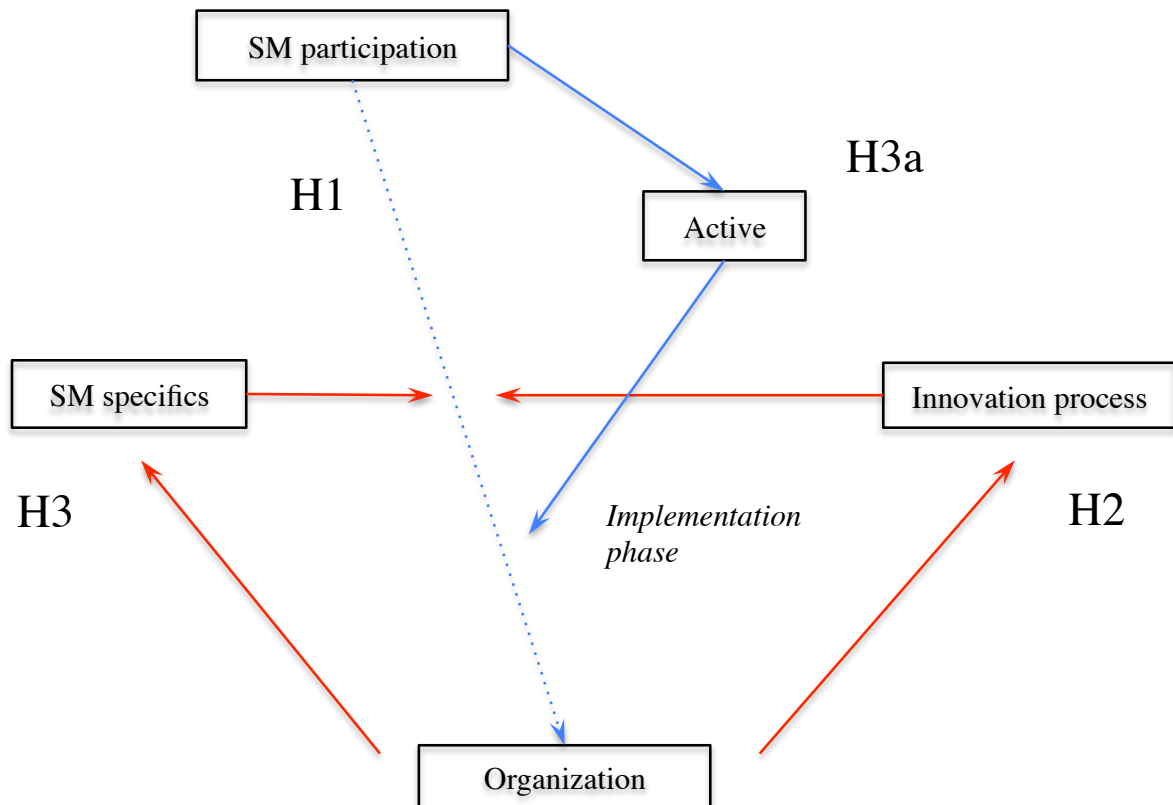 SM participation
H3a
H1
Active
SM specifics
Innovation process
H3
Implementation
phase
H2
Organization